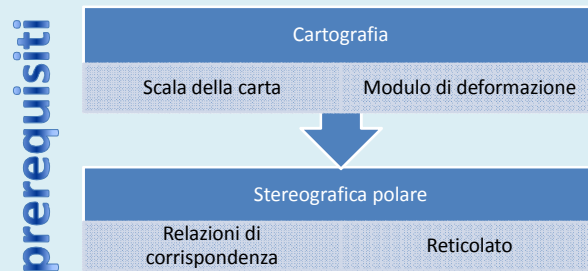 prerequisiti
Cartografia
Scala della carta
Modulo di deformazione
Stereografica polare
Relazioni di
corrispondenza
Reticolato